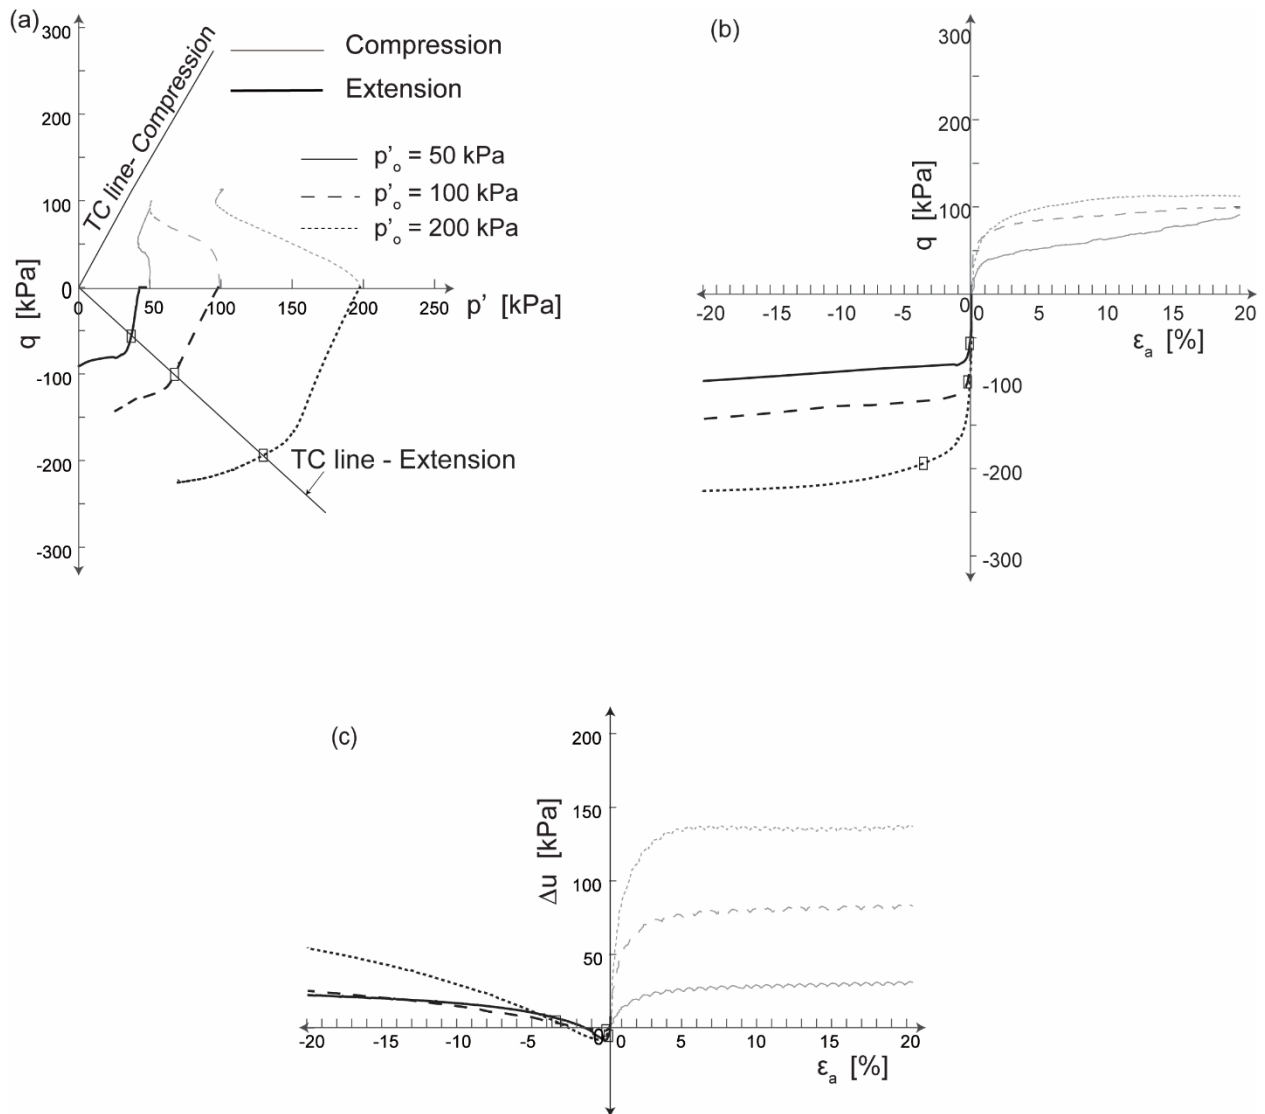 (a)
300
200
100
0
-100
-200
-300
q [kPa]
TC line- Compression
Compression
Extension
p'o = 50 kPa
p'o = 100 kPa
p'o = 200 kPa
0 50 100 150 200 250
p' [kPa]
TC line - Extension
(b)
300
200
100
0
-100
-200
-300
q [kPa]
-20 -15 -10 -5 5 10 15 20
εa [%]
(c)
200
150
100
50
0
Δu [kPa]
-20 -15 -10 -5 0 5 10 15 20
εa [%]